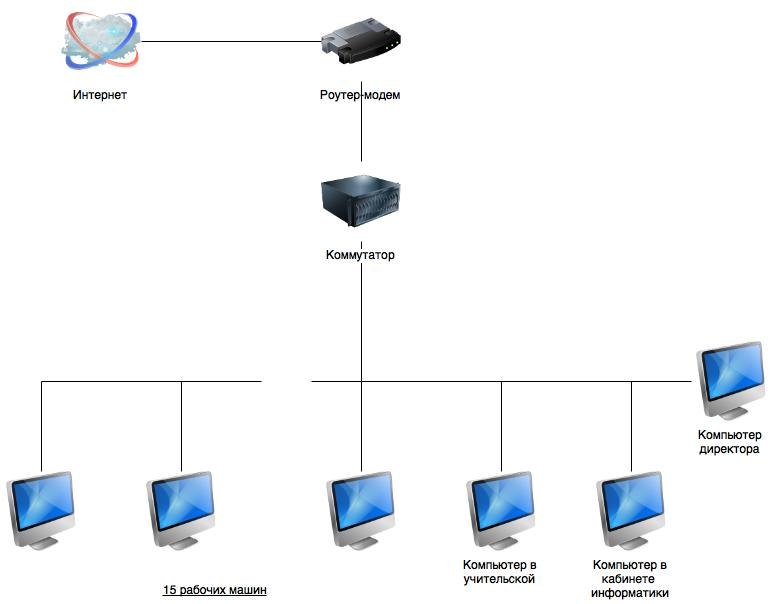 Интернет
Роутер-модем
Коммутатор
Компьютер
директора
Компьютер в
учительской
Компьютер в
кабинете
информатики
15 рабочих машин